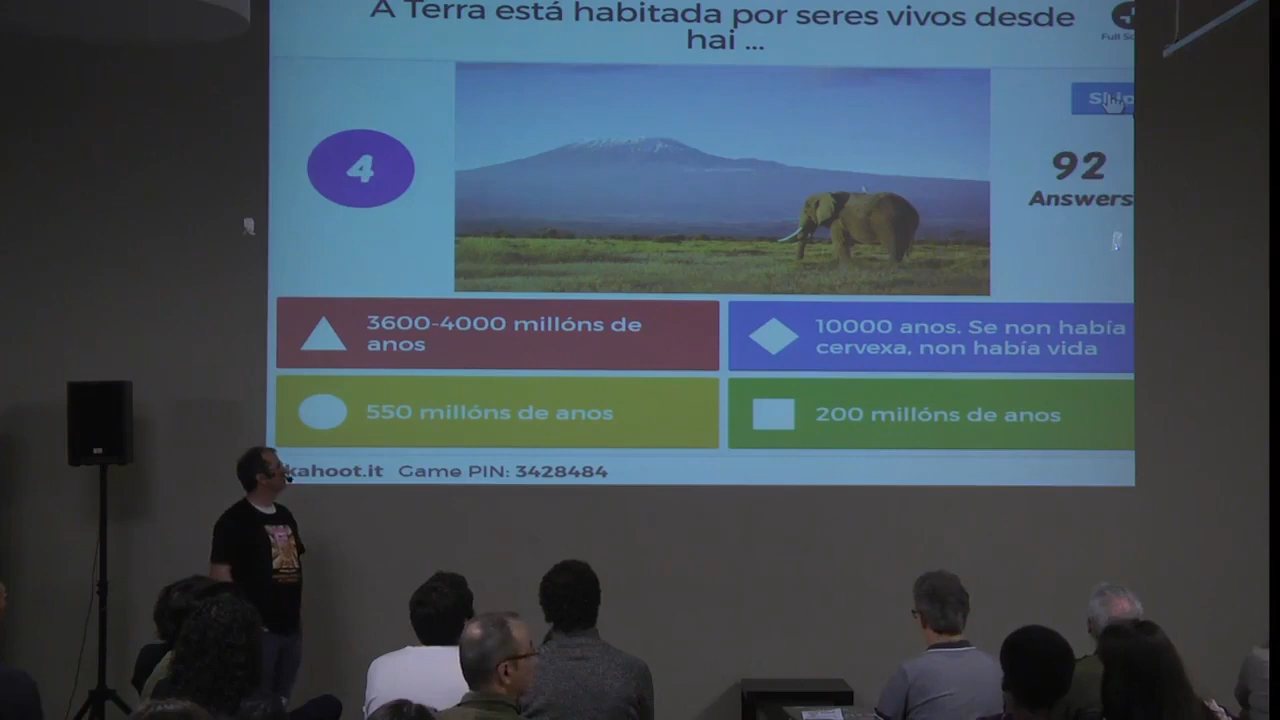 A Terra está habitada por seres vivos desde
hai ...
4
92
Answers
3600-4000 millóns de
anos
10000 anos. Se non había
cervexa, non había vida
550 millóns de anos
200 millóns de anos
kahoot.it Game PIN: 3428484